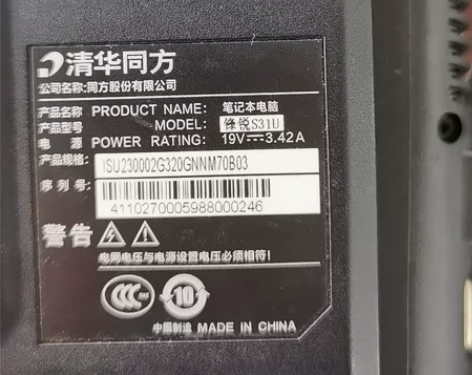 清华同方
公司名称:同方股份有限公司
产品名称 PRODUCT NAME: 笔记本电脑
产品型号 MODEL: 锋锐S31U
电 源 POWER RATING: 19V⎓3.42A
产品规格: ISU230002G320GNNM70B03
序列号:
4110270005988000246
警告
电网电压与电源设置电压必须相符!
CCC
10
中国制造 MADE IN CHINA